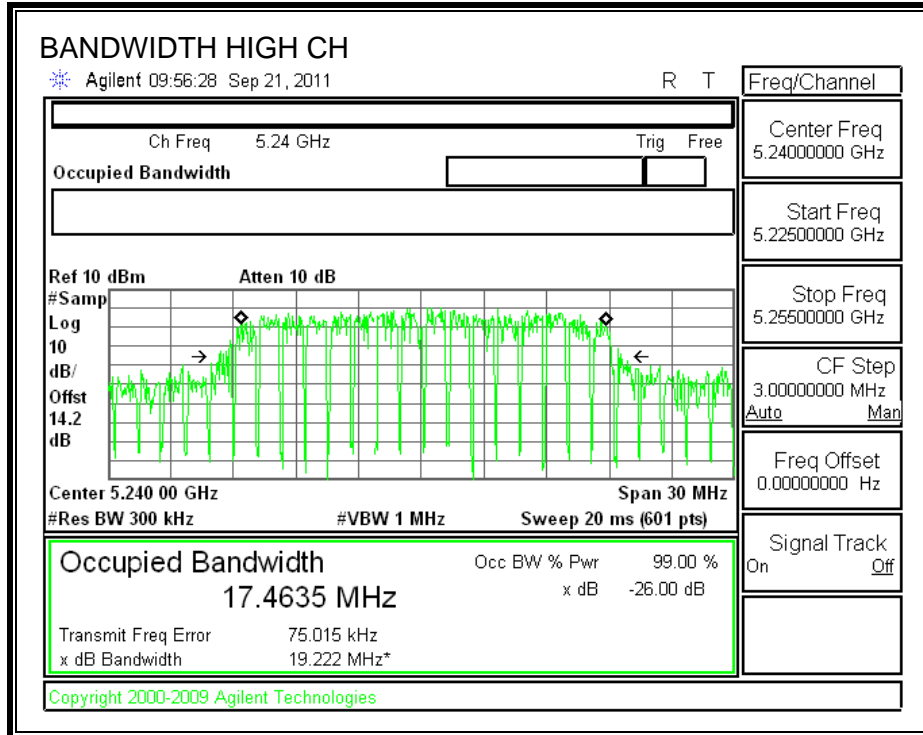 BANDWIDTH HIGH CH
Agilent 09:56:28 Sep 21, 2011 R T
Freq/Channel
Ch Freq 5.24 GHz Trig Free
Occupied Bandwidth
Center Freq
5.24000000 GHz
Start Freq
5.22500000 GHz
Stop Freq
5.25500000 GHz
CF Step
3.00000000 MHz
Auto Man
Freq Offset
0.00000000 Hz
Signal Track
On Off
Ref 10 dBm Atten 10 dB
#Samp
Log
10
dB/
Offst
14.2
dB
Center 5.240 00 GHz Span 30 MHz
#Res BW 300 kHz #VBW 1 MHz Sweep 20 ms (601 pts)
Occupied Bandwidth Occ BW % Pwr 99.00 %
17.4635 MHz x dB -26.00 dB
Transmit Freq Error 75.015 kHz
x dB Bandwidth 19.222 MHz*
Copyright 2000-2009 Agilent Technologies